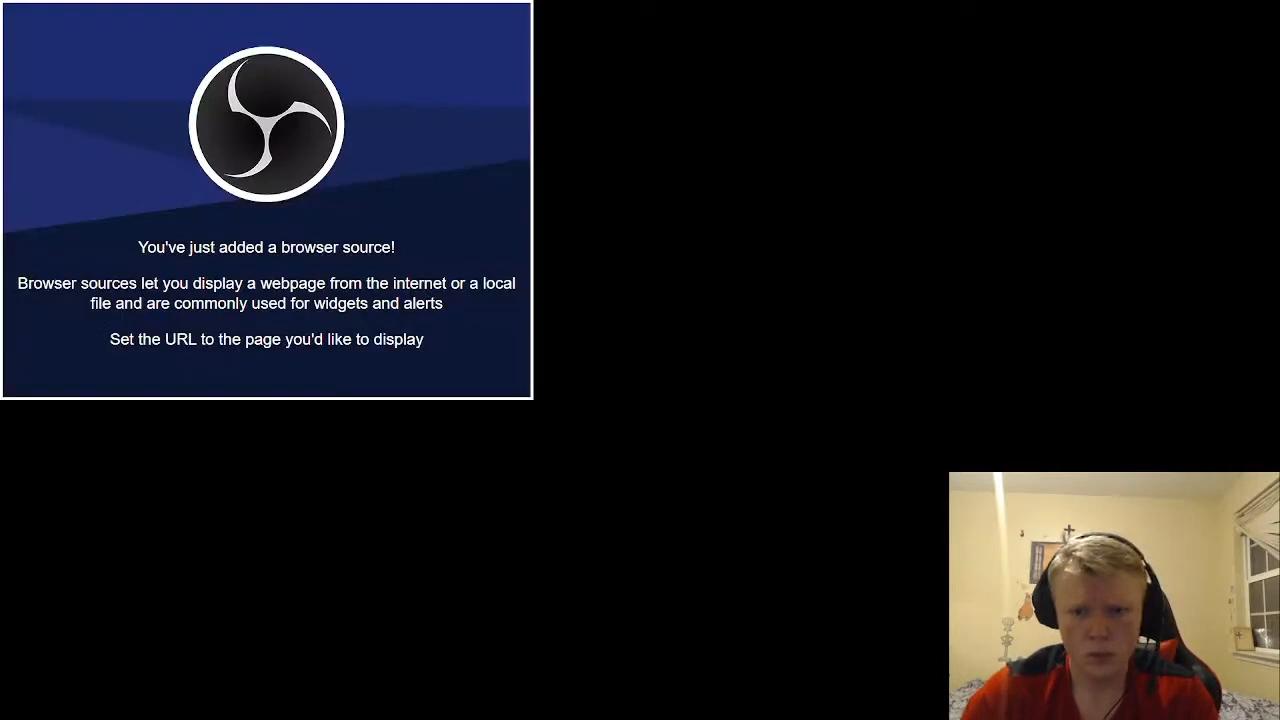 You've just added a browser source!
Browser sources let you display a webpage from the internet or a local
file and are commonly used for widgets and alerts
Set the URL to the page you'd like to display